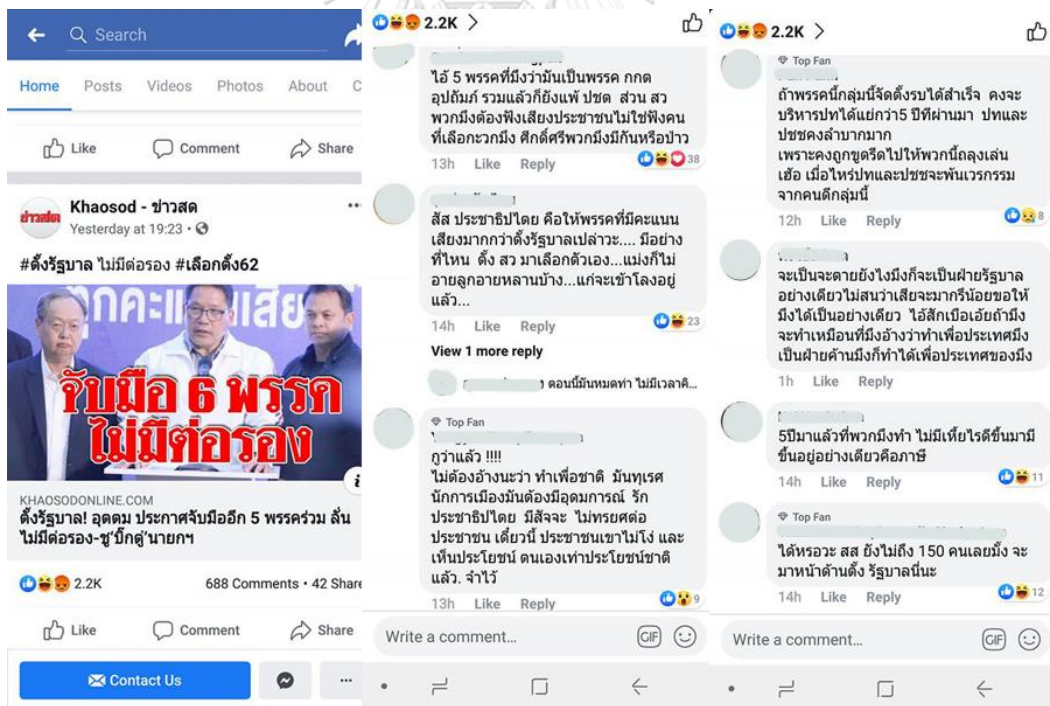 Search
Home Posts Videos Photos About C
Like Comment Share
Khaosod - ข่าวสด
Yesterday at 19:23
#ตั้งรัฐบาล ไม่มีต่อรอง #เลือกตั้ง62
จับมือ 6 พรรค
ไม่มีต่อรอง
KHAOSODONLINE.COM
ตั้งรัฐบาล! อุตตม ประกาศจับมืออีก 5 พรรคร่วม ลั่น
ไม่มีต่อรอง-ชู'บิ๊กตู่'นายกฯ
2.2K 688 Comments • 42 Share
Like Comment Share
Contact Us
2.2K
ไอ้ 5 พรรคที่มึงว่ามันเป็นพรรค กกต
อุปถัมภ์ รวมแล้วก็ยังแพ้ ปชต ส่วน สว
พวกมึงต้องฟังเสียงประชาชนไม่ใช่ฟังคน
ที่เลือกะวกมึง ศักดิ์ศรีพวกมึงมีกันหรือป่าว
13h Like Reply 38
สัส ประชาธิปไตย คือให้พรรคที่มีคะแนน
เสียงมากกว่าตั้งรัฐบาลเปล่าวะ.... มีอย่าง
ที่ไหน ตั้ง สว มาเลือกตัวเอง...แม่งก็ไม่
อายลูกอายหลานบ้าง...แก่จะเข้าโลงอยู่
แล้ว...
14h Like Reply 23
View 1 more reply
ตอนนี้มันหมดท่า ไม่มีเวลาคิ...
Top Fan
กูว่าแล้ว !!!!
ไม่ต้องอ้างนะว่า ทำเพื่อชาติ มันทุเรศ
นักการเมืองมันต้องมีอุดมการณ์ รัก
ประชาธิปไตย มีสัจจะ ไม่ทรยศต่อ
ประชาชน เดี๋ยวนี้ ประชาชนเขาไม่โง่ และ
เห็นประโยชน์ ตนเองเท่าประโยชน์ชาติ
แล้ว. จำไว้
13h Like Reply 9
Write a comment... GIF
2.2K
Top Fan
ถ้าพรรคนี้กลุ่มนี้จัดตั้งรบได้สำเร็จ คงจะ
บริหารปทได้แย่กว่า5 ปีที่ผ่านมา ปทและ
ปชชคงลำบากมาก
เพราะคงถูกขูดรีดไปให้พวกนี้ถลุงเล่น
เฮ้อ เมื่อไหร่ปทและปชชจะพ้นเวรกรรม
จากคนดีกลุ่มนี้
12h Like Reply 8
จะเป็นจะตายยังไงมึงก็จะเป็นฝ่ายรัฐบาล
อย่างเดียวไม่สนว่าเสียจะมากรึน้อยขอให้
มึงได้เป็นอย่างเดียว ไอ้สักเบือเอ้ยถ้ามึง
จะทำเหมือนที่มึงอ้างว่าทำเพื่อประเทศมึง
เป็นฝ่ายค้านมึงก็ทำได้เพื่อประเทศของมึง
1h Like Reply
5ปีมาแล้วที่พวกมึงทำ ไม่มีเหี้ยไรดีขึ้นมามี
ขึ้นอยู่อย่างเดียวคือภาษี
14h Like Reply 11
Top Fan
ได้หรอวะ สส ยังไม่ถึง 150 คนเลยมั้ง จะ
มาหน้าด้านตั้ง รัฐบาลนี่นะ
14h Like Reply 12
Write a comment... GIF